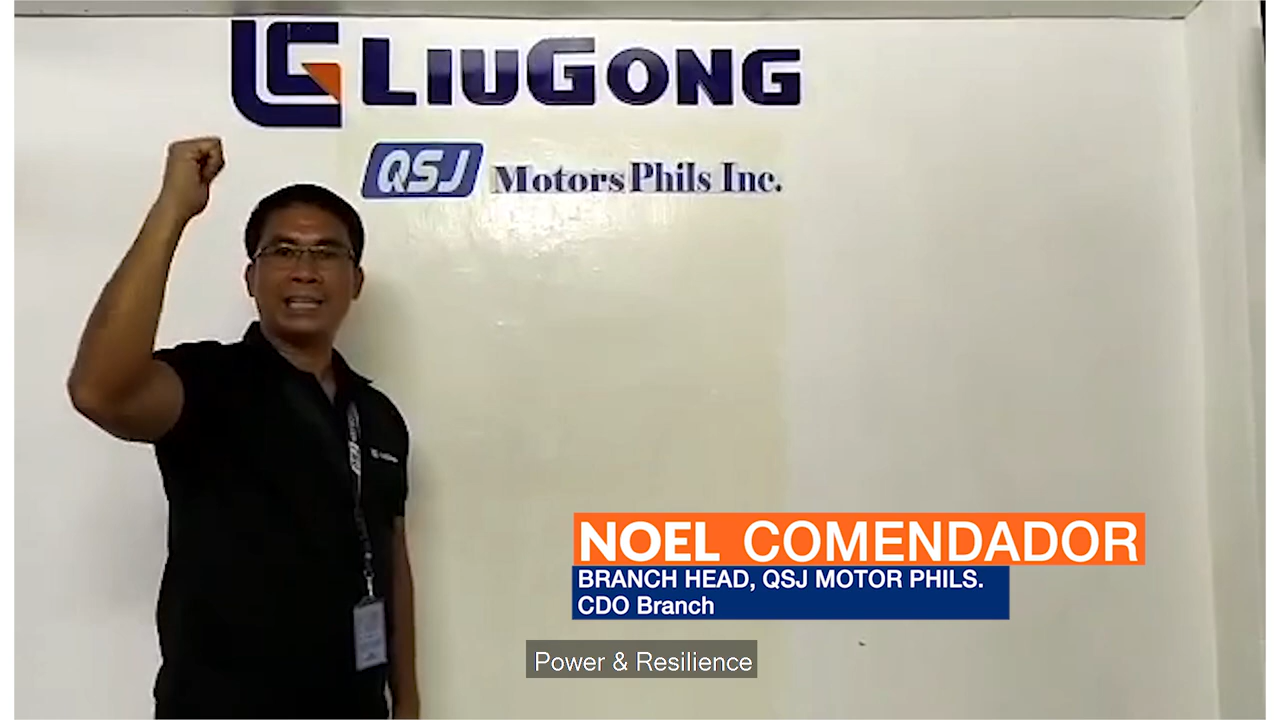 LIUGONG
QSJ Motors Phils Inc.
NOEL COMENDADOR
BRANCH HEAD, QSJ MOTOR PHILS.
CDO Branch
Power & Resilience